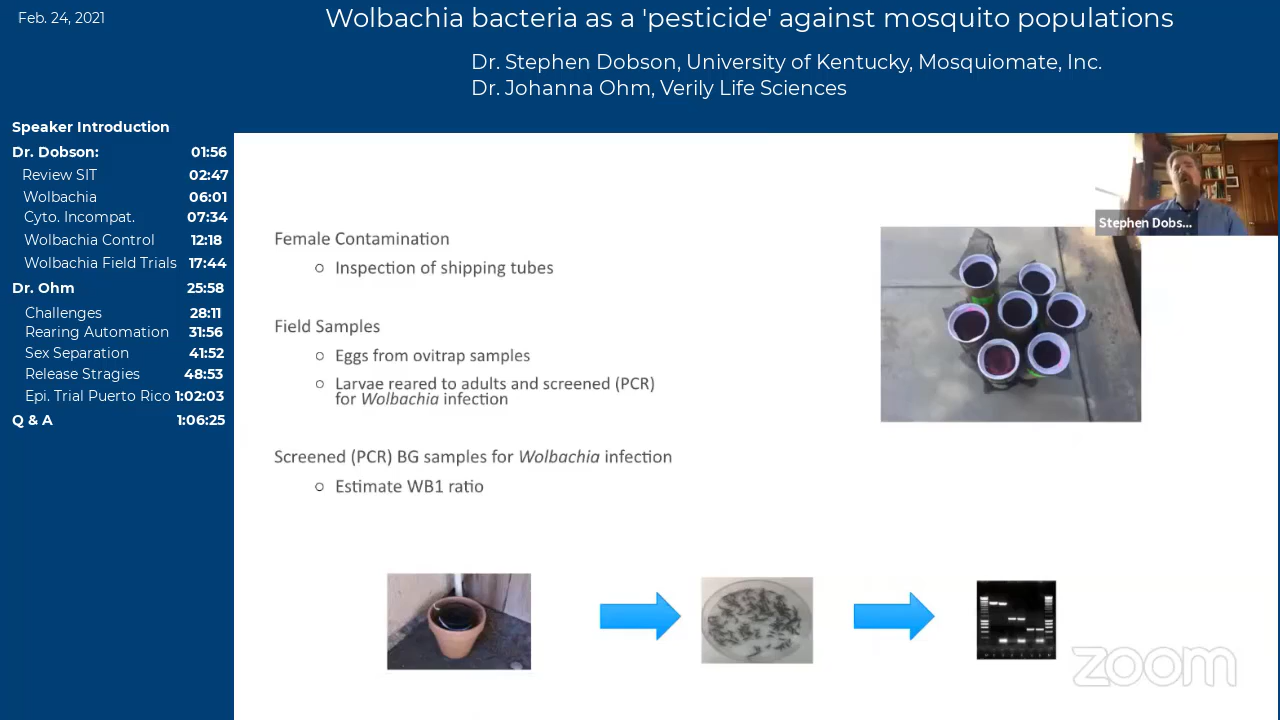 Feb. 24, 2021
Wolbachia bacteria as a 'pesticide' against mosquito populations
Dr. Stephen Dobson, University of Kentucky, Mosquiomate, Inc.
Dr. Johanna Ohm, Verily Life Sciences
Speaker Introduction
Dr. Dobson: 01:56
Review SIT 02:47
Wolbachia 06:01
Cyto. Incompat. 07:34
Wolbachia Control 12:18
Wolbachia Field Trials 17:44
Dr. Ohm 25:58
Challenges 28:11
Rearing Automation 31:56
Sex Separation 41:52
Release Stragies 48:53
Epi. Trial Puerto Rico 1:02:03
Q & A 1:06:25
Stephen Dobs...
Female Contamination
Inspection of shipping tubes
Field Samples
Eggs from ovitrap samples
Larvae reared to adults and screened (PCR)
for Wolbachia infection
Screened (PCR) BG samples for Wolbachia infection
Estimate WB1 ratio
zoom